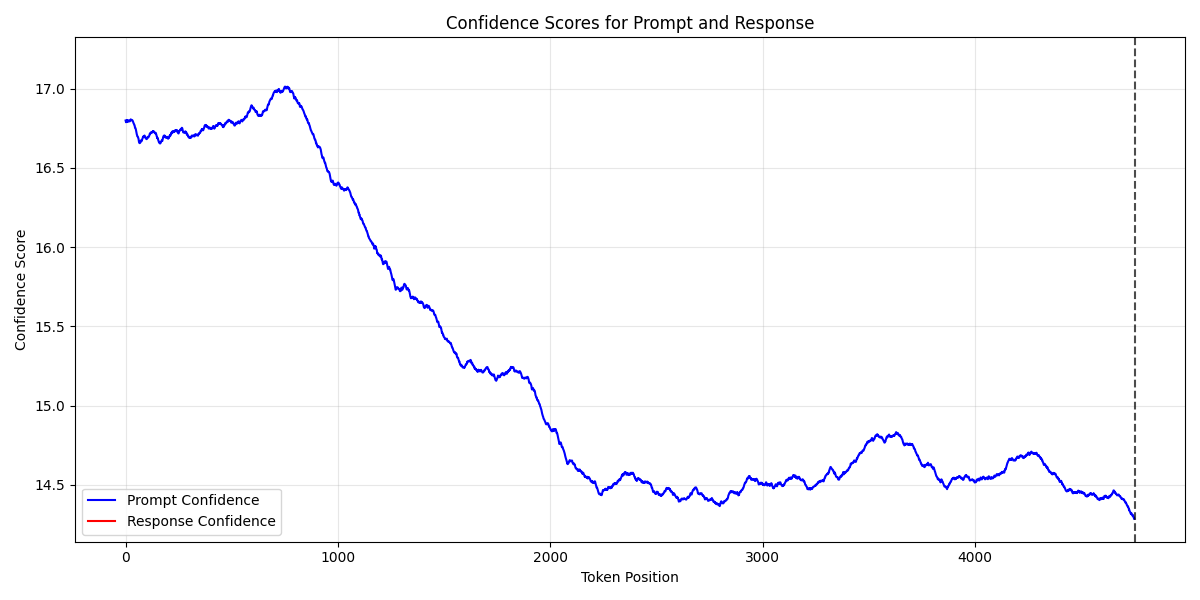 Confidence Scores for Prompt and Response
Confidence Score
17.0
16.5
16.0
15.5
15.0
14.5
Prompt Confidence
Response Confidence
0 1000 2000 3000 4000
Token Position